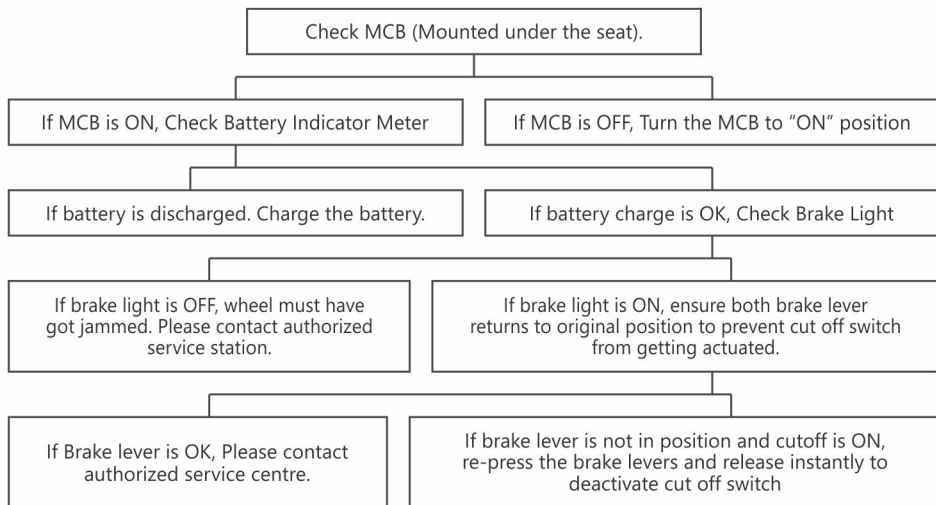 Check MCB (Mounted under the seat).
If MCB is ON, Check Battery Indicator Meter
If MCB is OFF, Turn the MCB to “ON” position
If battery is discharged. Charge the battery.
If battery charge is OK, Check Brake Light
If brake light is OFF, wheel must have
got jammed. Please contact authorized
service station.
If brake light is ON, ensure both brake lever
returns to original position to prevent cut off switch
from getting actuated.
If Brake lever is OK, Please contact
authorized service centre.
If brake lever is not in position and cutoff is ON,
re-press the brake levers and release instantly to
deactivate cut off switch